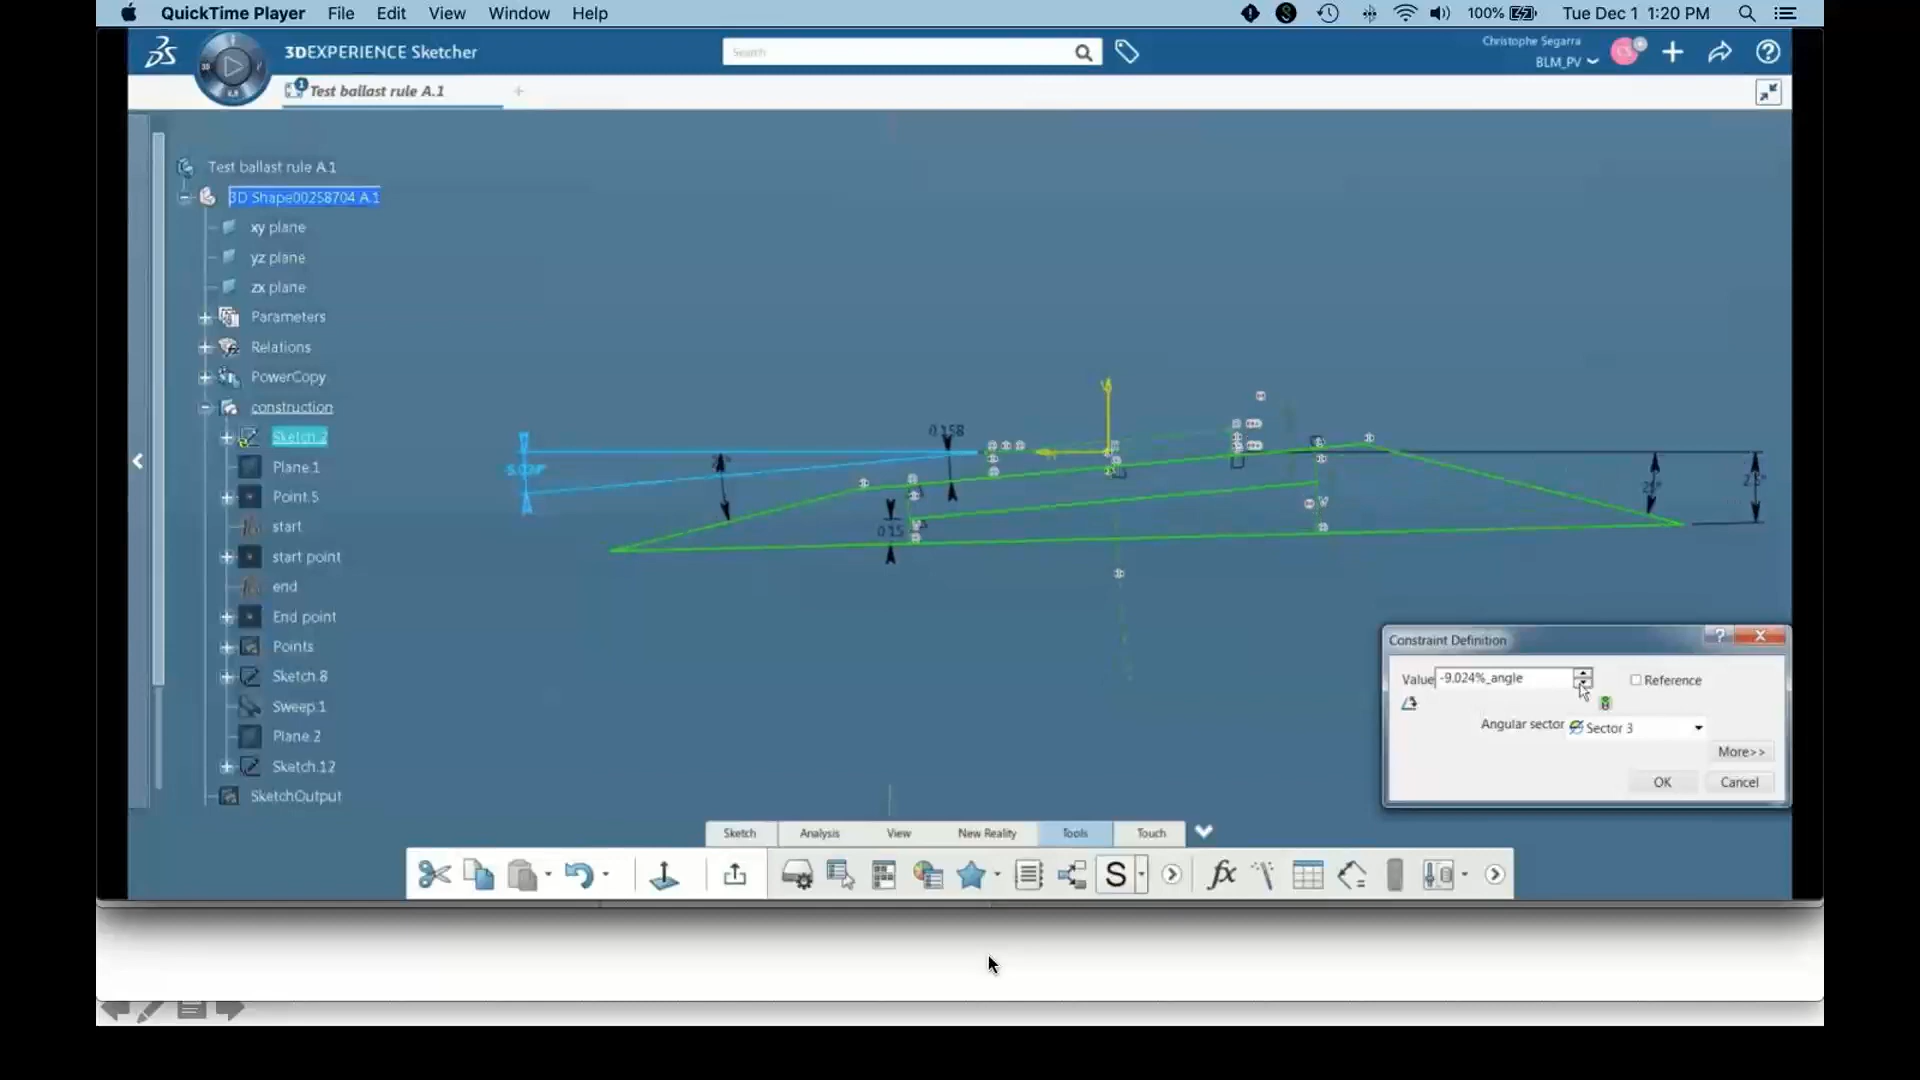 QuickTime Player File Edit View Window Help
100% Tue Dec 1 1:20 PM
3DEXPERIENCE Sketcher
Search
Christophe Segarra
BLM_PV
CS
Test ballast rule A.1
Test ballast rule A.1
3D Shape00258704 A.1
xy plane
yz plane
zx plane
Parameters
Relations
PowerCopy
construction
Sketch.2
Plane.1
Point.5
start
start point
end
End point
Points
Sketch.8
Sweep.1
Plane.2
Sketch.12
SketchOutput
0.158
0.15
Constraint Definition
Value -9.024%_angle
Reference
Angular sector Sector 3
More>>
OK Cancel
Sketch Analysis View New Reality Tools Touch
S fx